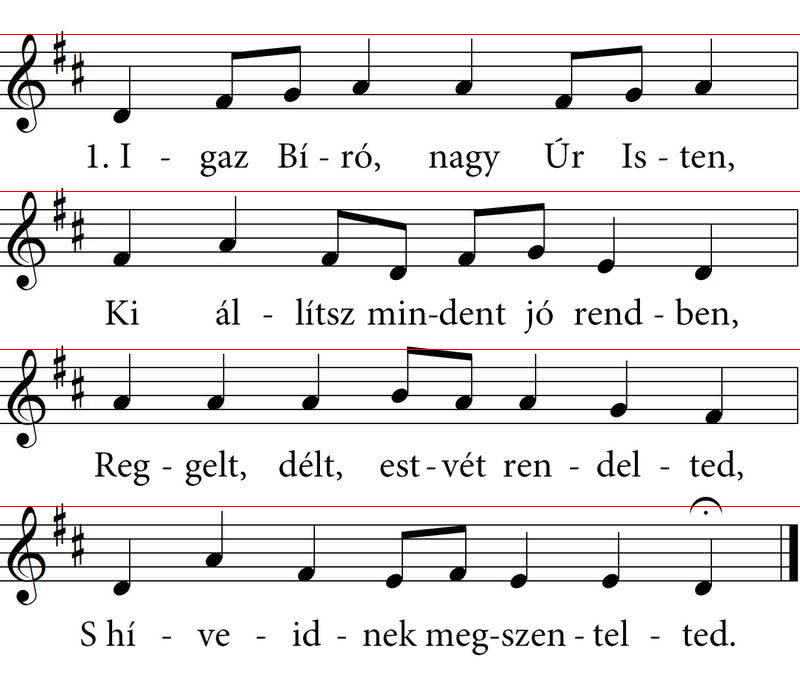 1. I - gaz Bí - ró, nagy Úr Is - ten,
Ki ál - lítsz min-dent jó rend - ben,
Reg - gelt, délt, est - vét ren - del - ted,
S hí - ve - id - nek meg-szen - tel - ted.